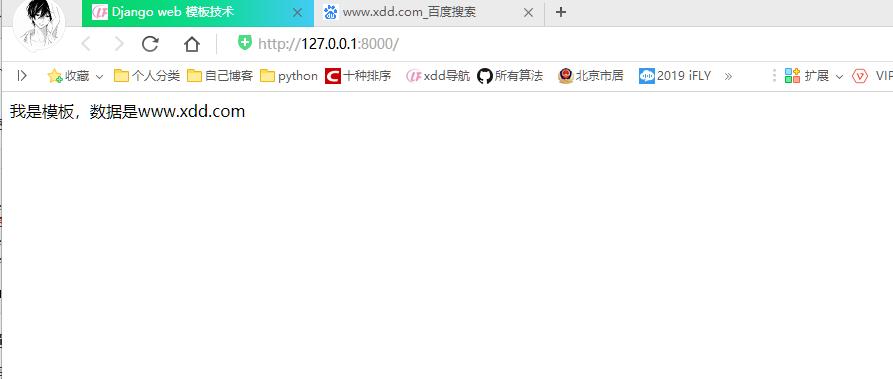 Django web 模板技术
www.xdd.com_百度搜索
http://127.0.0.1:8000/
收藏 个人分类 自己博客 python 十种排序 xdd导航 所有算法 北京市居 2019 iFLY » 扩展 VIP
我是模板，数据是www.xdd.com